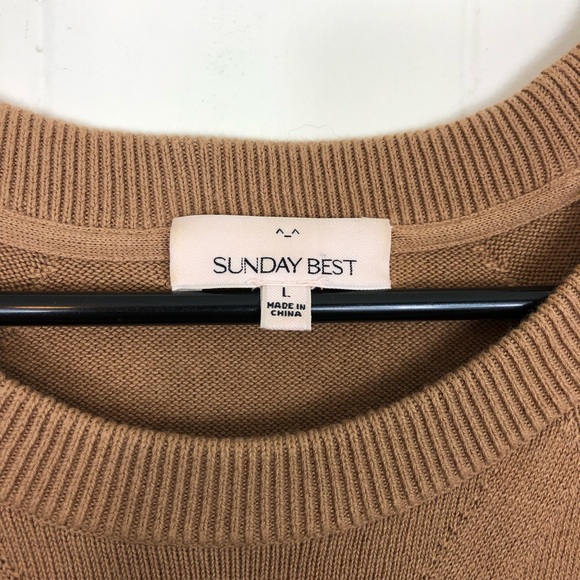 ^_^
SUNDAY BEST
L
MADE IN
CHINA